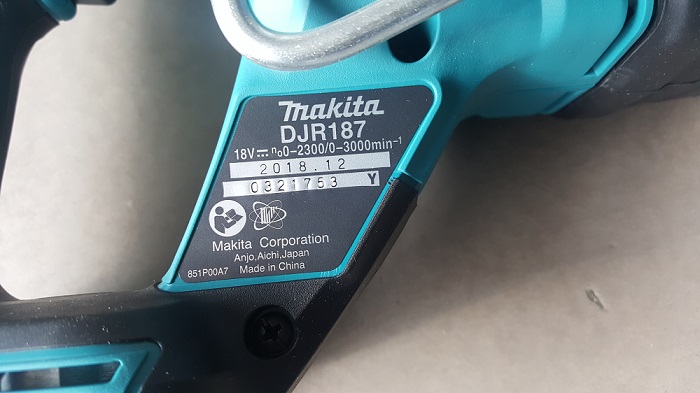 makita
DJR187
18V⎓ n₀0-2300/0-3000min⁻¹
2018.12
0321753 Y
Makita Corporation
Anjo,Aichi,Japan
851P00A7 Made in China